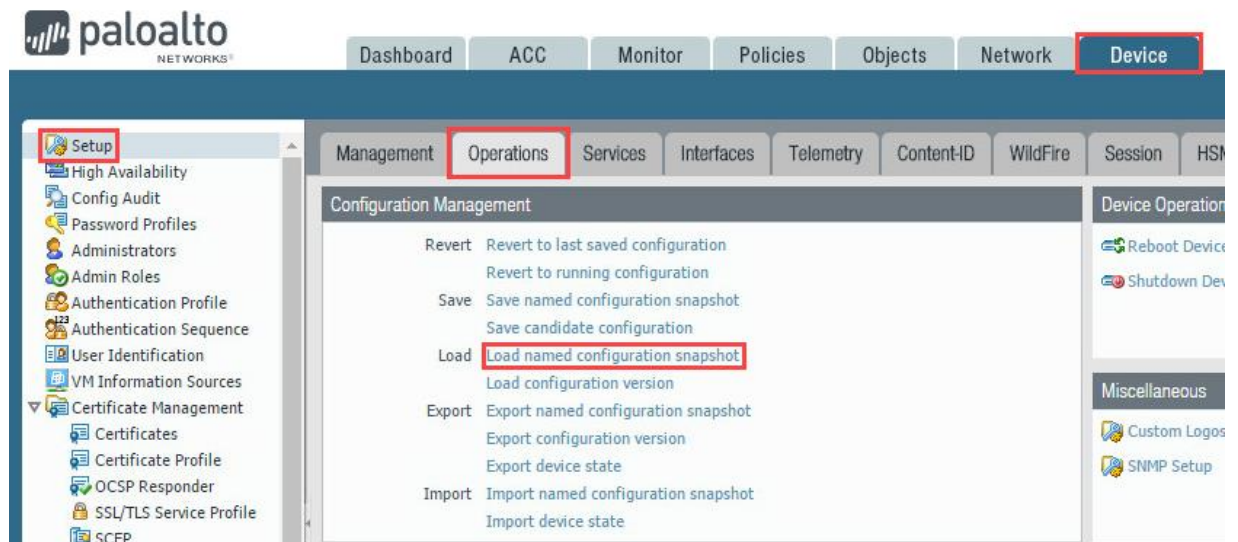 paloalto
NETWORKS®
Dashboard ACC Monitor Policies Objects Network Device
Setup
High Availability
Config Audit
Password Profiles
Administrators
Admin Roles
Authentication Profile
Authentication Sequence
User Identification
VM Information Sources
Certificate Management
Certificates
Certificate Profile
OCSP Responder
SSL/TLS Service Profile
SCEP
Management Operations Services Interfaces Telemetry Content-ID WildFire Session HSM
Configuration Management
Revert Revert to last saved configuration
Revert to running configuration
Save Save named configuration snapshot
Save candidate configuration
Load Load named configuration snapshot
Load configuration version
Export Export named configuration snapshot
Export configuration version
Export device state
Import Import named configuration snapshot
Import device state
Device Operation
Reboot Device
Shutdown Dev
Miscellaneous
Custom Logos
SNMP Setup